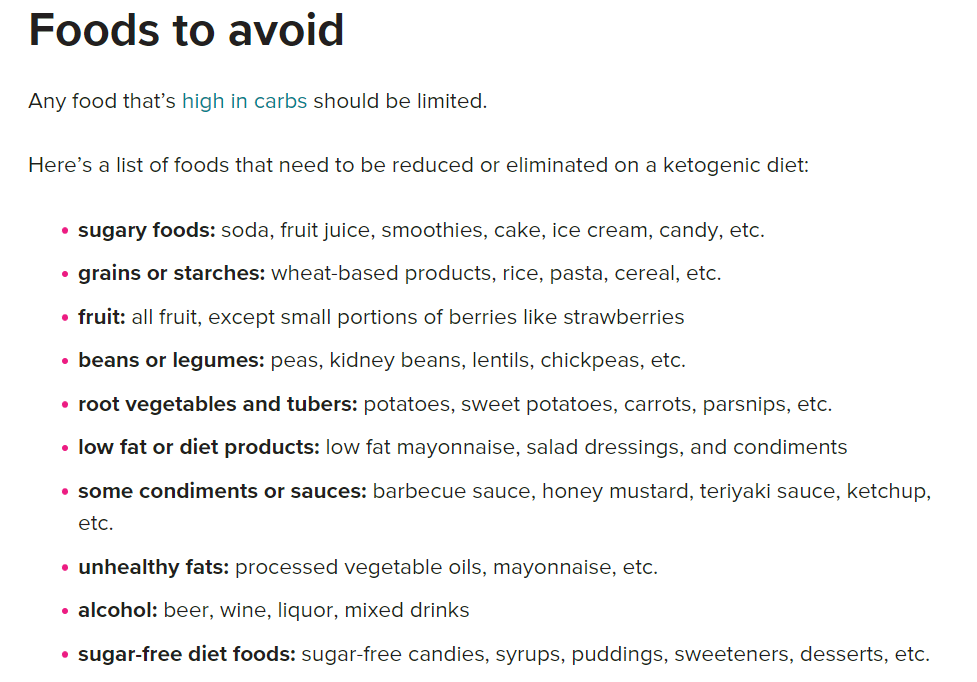 Foods to avoid
Any food that’s high in carbs should be limited.
Here’s a list of foods that need to be reduced or eliminated on a ketogenic diet:
• sugary foods: soda, fruit juice, smoothies, cake, ice cream, candy, etc.
• grains or starches: wheat-based products, rice, pasta, cereal, etc.
• fruit: all fruit, except small portions of berries like strawberries
• beans or legumes: peas, kidney beans, lentils, chickpeas, etc.
• root vegetables and tubers: potatoes, sweet potatoes, carrots, parsnips, etc.
• low fat or diet products: low fat mayonnaise, salad dressings, and condiments
• some condiments or sauces: barbecue sauce, honey mustard, teriyaki sauce, ketchup,
etc.
• unhealthy fats: processed vegetable oils, mayonnaise, etc.
• alcohol: beer, wine, liquor, mixed drinks
• sugar-free diet foods: sugar-free candies, syrups, puddings, sweeteners, desserts, etc.